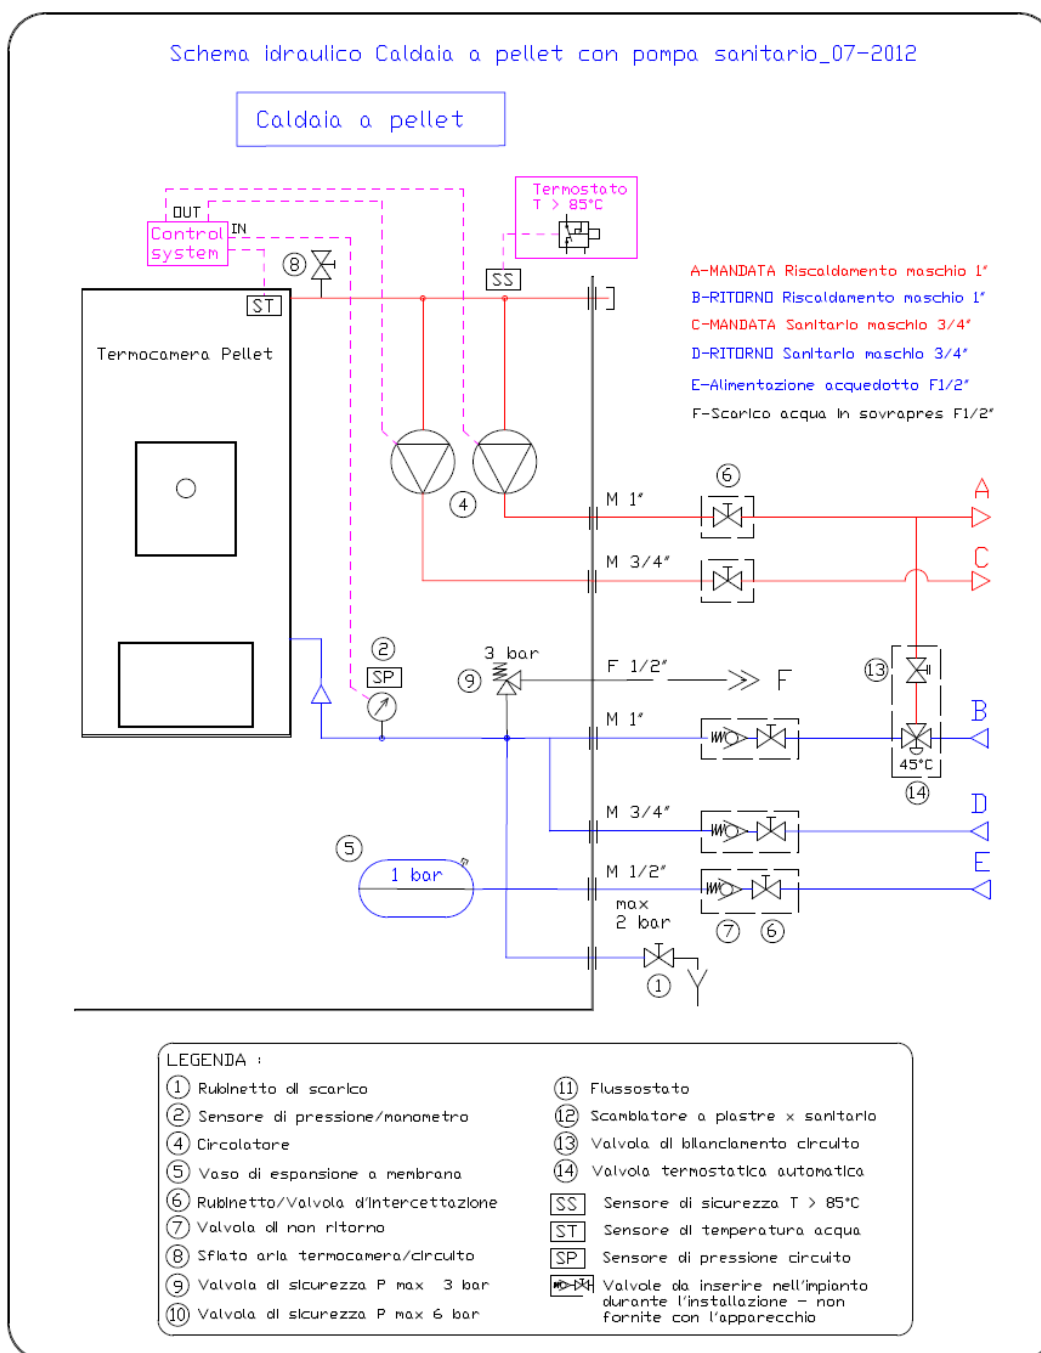 Schema idraulico Caldaia a pellet con pompa sanitario_07-2012
Caldaia a pellet
Termostato
T > 85°C
OUT
IN
Control
system
8
SS
ST
Termocamera Pellet
A-MANDATA Riscaldamento maschio 1"
B-RITORNO Riscaldamento maschio 1"
C-MANDATA Sanitario maschio 3/4"
D-RITORNO Sanitario maschio 3/4"
E-Alimentazione acquedotto F1/2"
F-Scarico acqua in sovrapres F1/2"
4
M 1"
6
A
M 3/4"
C
2
SP
3 bar
9
F 1/2"
F
13
M 1"
B
45°C
14
M 3/4"
D
5
1 bar
M 1/2"
E
max
2 bar
7
6
1
LEGENDA :
1 Rubinetto di scarico
2 Sensore di pressione/manometro
4 Circolatore
5 Vaso di espansione a membrana
6 Rubinetto/Valvola d'intercettazione
7 Valvola di non ritorno
8 Sfiato aria termocamera/circuito
9 Valvola di sicurezza P max 3 bar
10 Valvola di sicurezza P max 6 bar
11 Flussostato
12 Scambiatore a piastre x sanitario
13 Valvola di bilanciamento circuito
14 Valvola termostatica automatica
SS Sensore di sicurezza T > 85°C
ST Sensore di temperatura acqua
SP Sensore di pressione circuito
Valvole da inserire nell'impianto
durante l'installazione – non
fornite con l'apparecchio